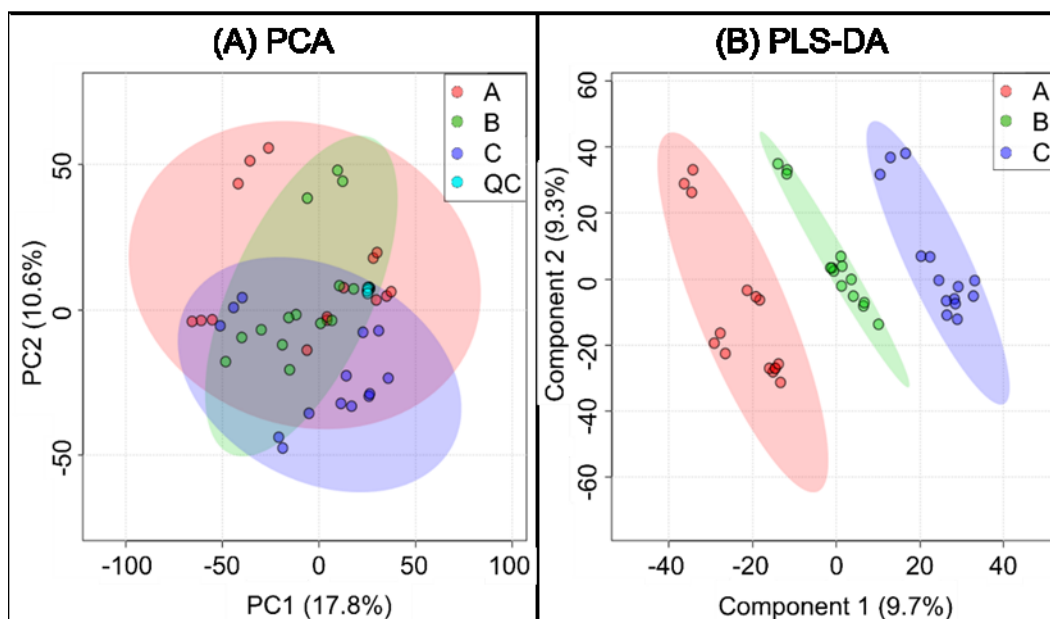 (A) PCA
A
B
C
QC
50
0
-50
PC2 (10.6%)
-100
-50
0
50
100
PC1 (17.8%)
(B) PLS-DA
A
B
C
60
40
20
0
-20
-40
-60
Component 2 (9.3%)
-40
-20
0
20
40
Component 1 (9.7%)